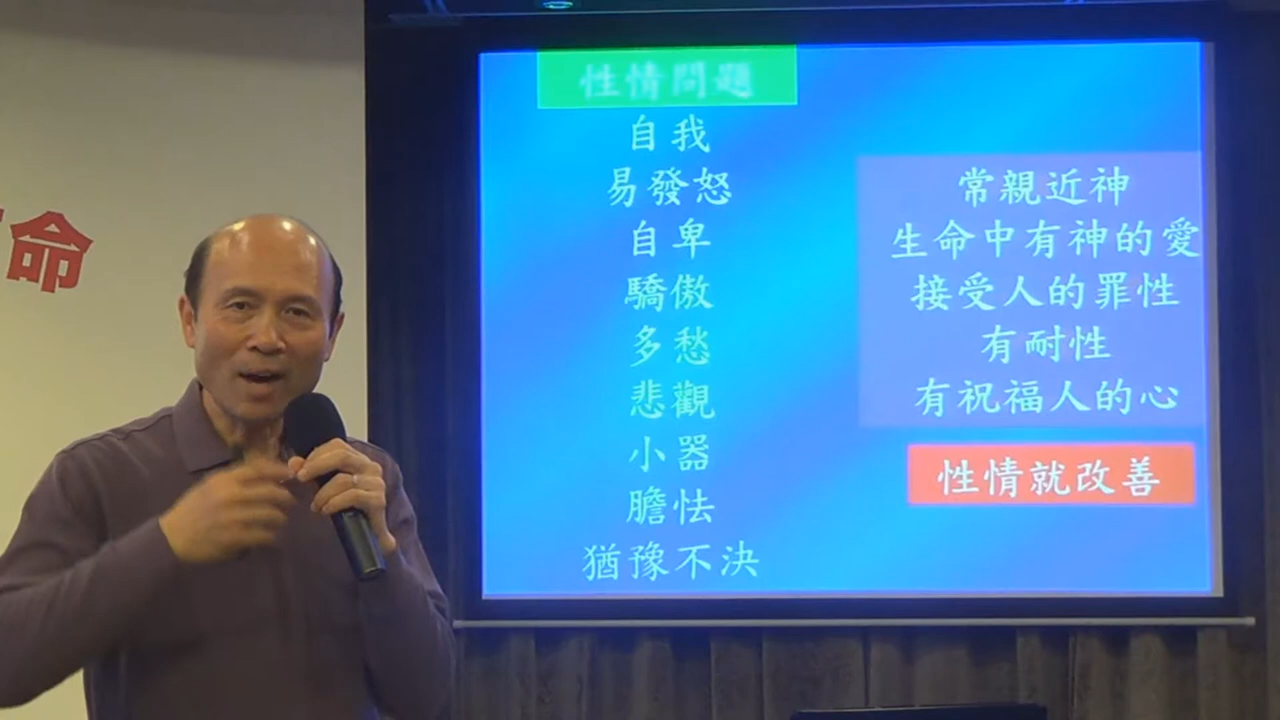 命
性情問題
自我
易發怒
自卑
驕傲
多愁
悲觀
小器
膽怯
猶豫不決
常親近神
生命中有神的愛
接受人的罪性
有耐性
有祝福人的心
性情就改善